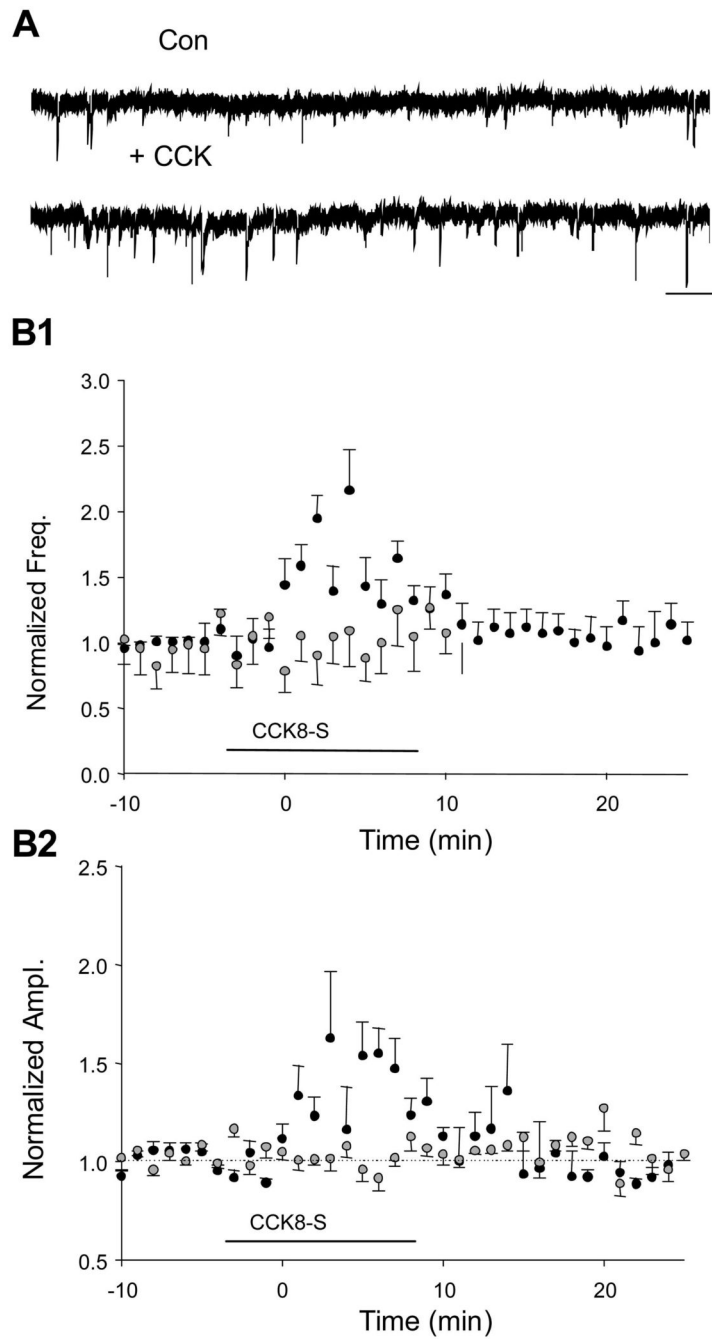 A
Con
+ CCK
B1
3.0
2.5
2.0
1.5
1.0
0.5
0.0
Normalized Freq.
CCK8-S
-10 0 10 20
Time (min)
B2
2.5
2.0
1.5
1.0
0.5
Normalized Ampl.
CCK8-S
-10 0 10 20
Time (min)